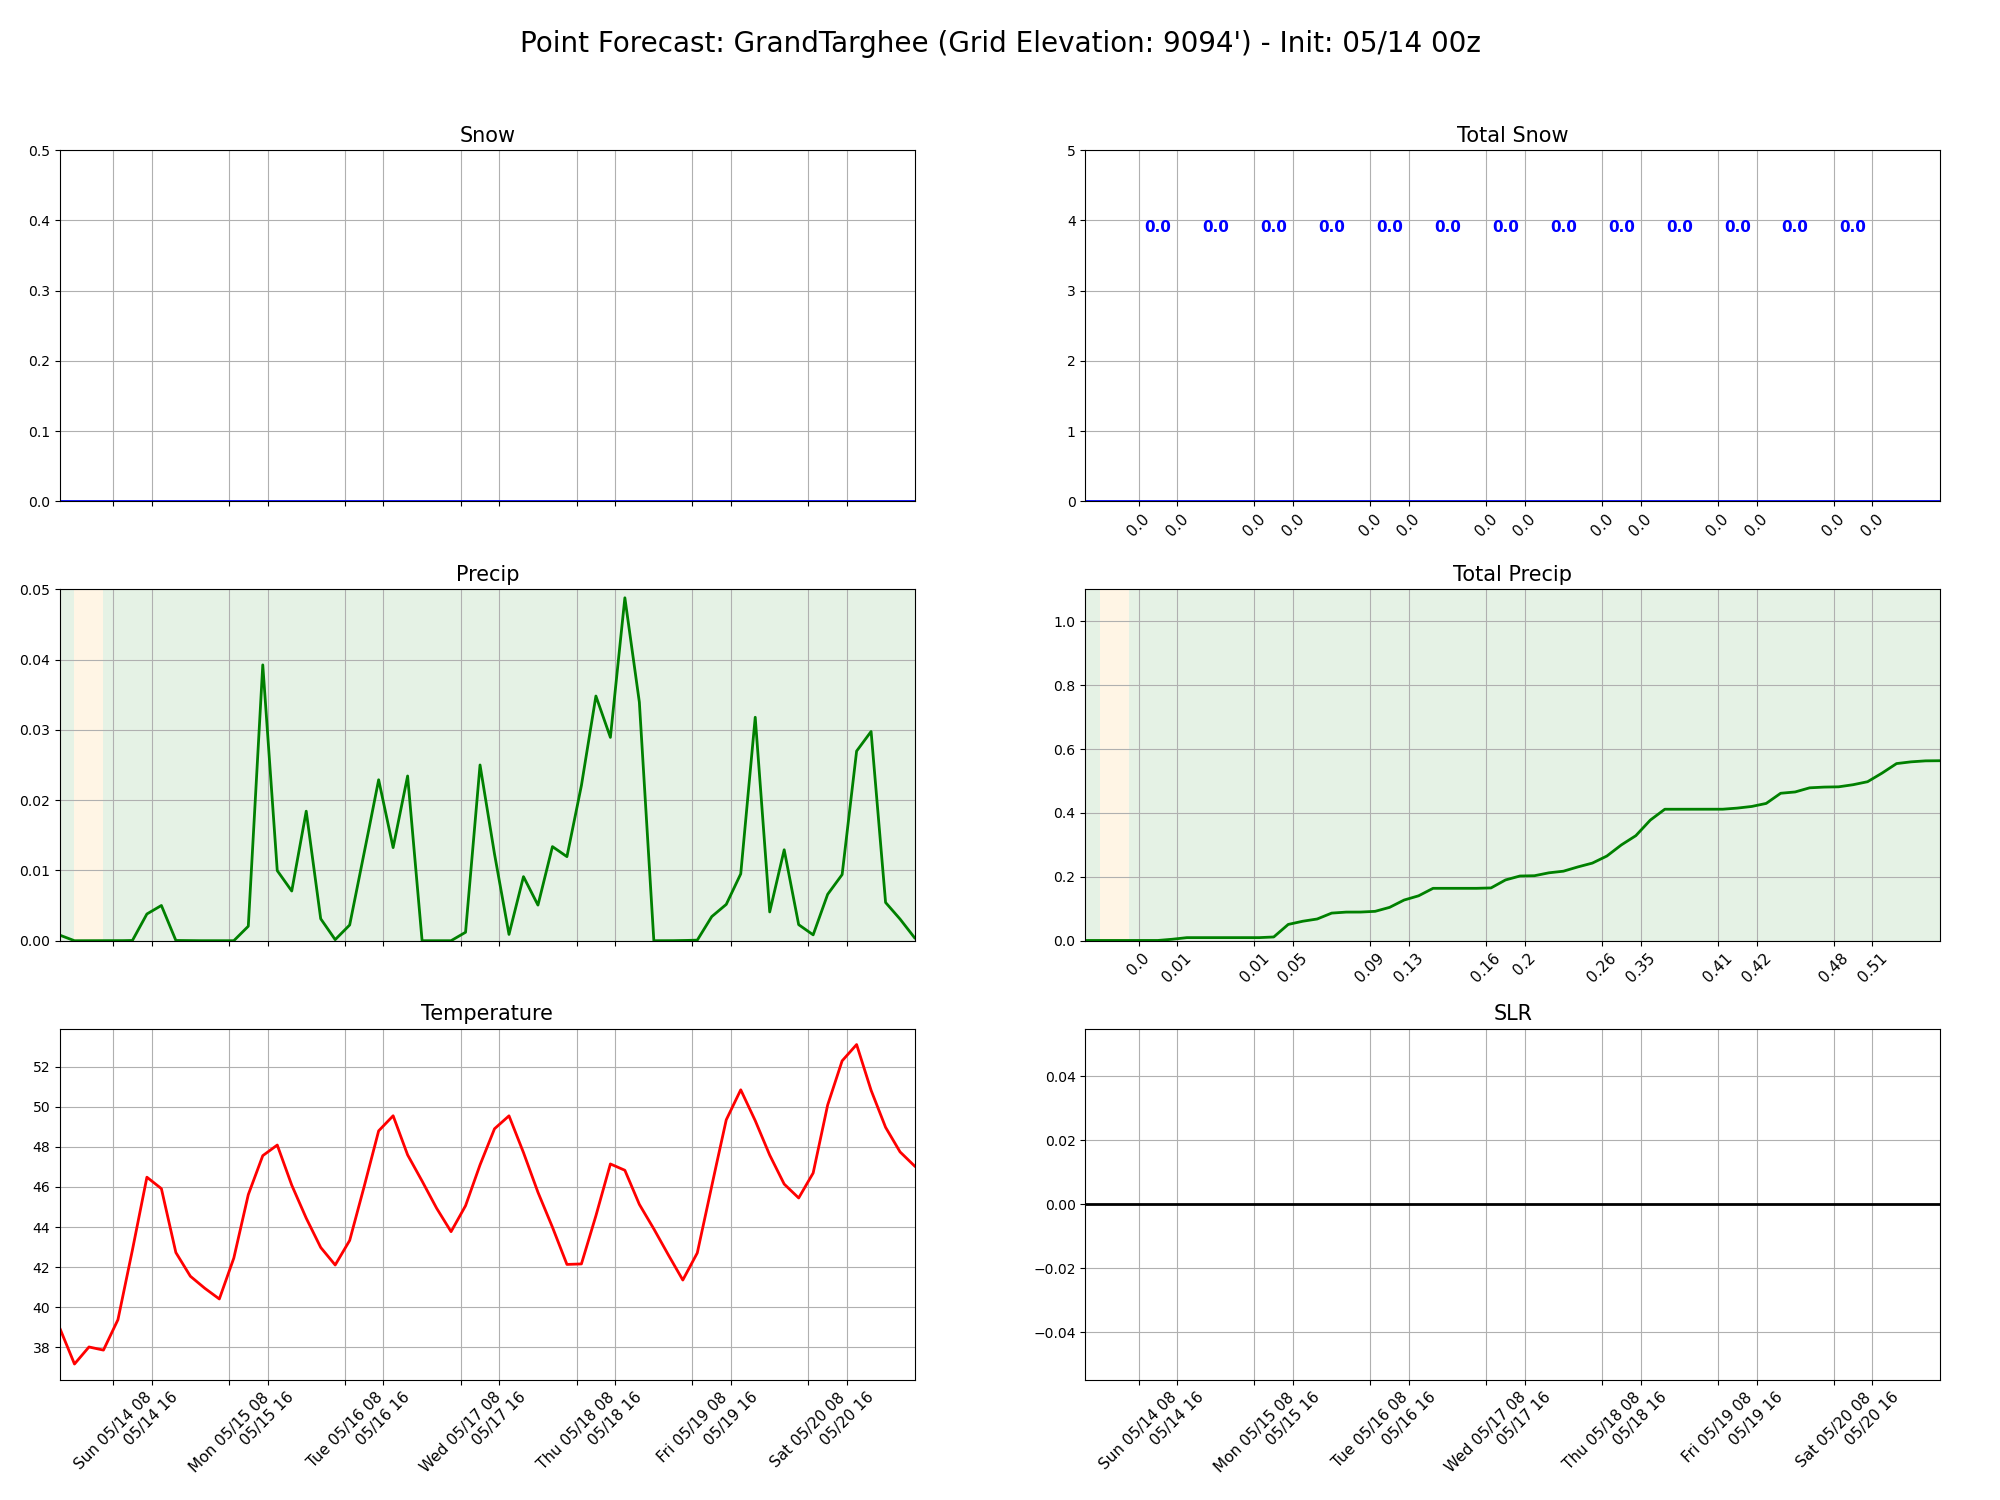 Point Forecast: GrandTarghee (Grid Elevation: 9094') - Init: 05/14 00z
Snow
0.5
0.4
0.3
0.2
0.1
0.0
Total Snow
5
4
3
2
1
0
0.0 0.0 0.0 0.0 0.0 0.0 0.0 0.0 0.0 0.0 0.0 0.0 0.0
0.0 0.0 0.0 0.0 0.0 0.0 0.0 0.0 0.0 0.0 0.0 0.0 0.0 0.0
Precip
0.05
0.04
0.03
0.02
0.01
0.00
Total Precip
1.0
0.8
0.6
0.4
0.2
0.0
0.0 0.01 0.01 0.05 0.09 0.13 0.16 0.2 0.26 0.35 0.41 0.42 0.48 0.51
Temperature
52
50
48
46
44
42
40
38
Sun 05/14 08
05/14 16
Mon 05/15 08
05/15 16
Tue 05/16 08
05/16 16
Wed 05/17 08
05/17 16
Thu 05/18 08
05/18 16
Fri 05/19 08
05/19 16
Sat 05/20 08
05/20 16
SLR
0.04
0.02
0.00
−0.02
−0.04
Sun 05/14 08
05/14 16
Mon 05/15 08
05/15 16
Tue 05/16 08
05/16 16
Wed 05/17 08
05/17 16
Thu 05/18 08
05/18 16
Fri 05/19 08
05/19 16
Sat 05/20 08
05/20 16